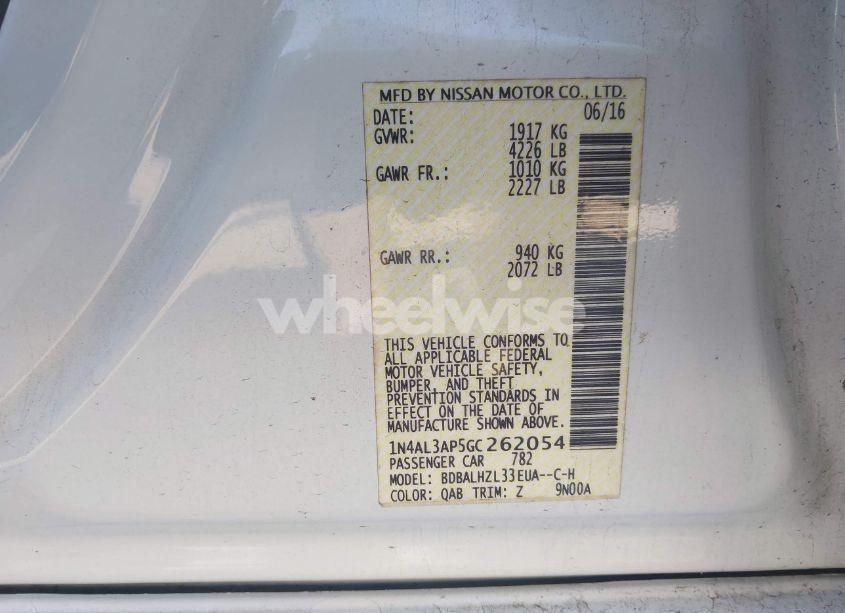 MFD BY NISSAN MOTOR CO., LTD.
DATE: 06/16
GVWR: 1917 KG
4226 LB
GAWR FR.: 1010 KG
2227 LB
GAWR RR.: 940 KG
2072 LB
wheelwise
THIS VEHICLE CONFORMS TO
ALL APPLICABLE FEDERAL
MOTOR VEHICLE SAFETY,
BUMPER, AND THEFT
PREVENTION STANDARDS IN
EFFECT ON THE DATE OF
MANUFACTURE SHOWN ABOVE.
1N4AL3AP5GC262054
PASSENGER CAR 782
MODEL: BDBALHZL33EUA--C-H
COLOR: QAB TRIM: Z 9N00A